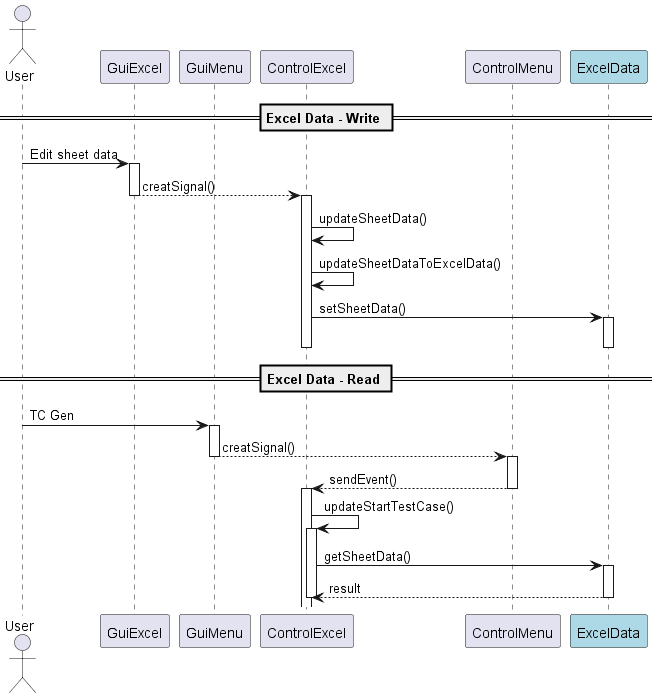 User
GuiExcel
GuiMenu
ControlExcel
ControlMenu
ExcelData
Excel Data - Write
Edit sheet data
creatSignal()
updateSheetData()
updateSheetDataToExcelData()
setSheetData()
Excel Data - Read
TC Gen
creatSignal()
sendEvent()
updateStartTestCase()
getSheetData()
result
User
GuiExcel
GuiMenu
ControlExcel
ControlMenu
ExcelData